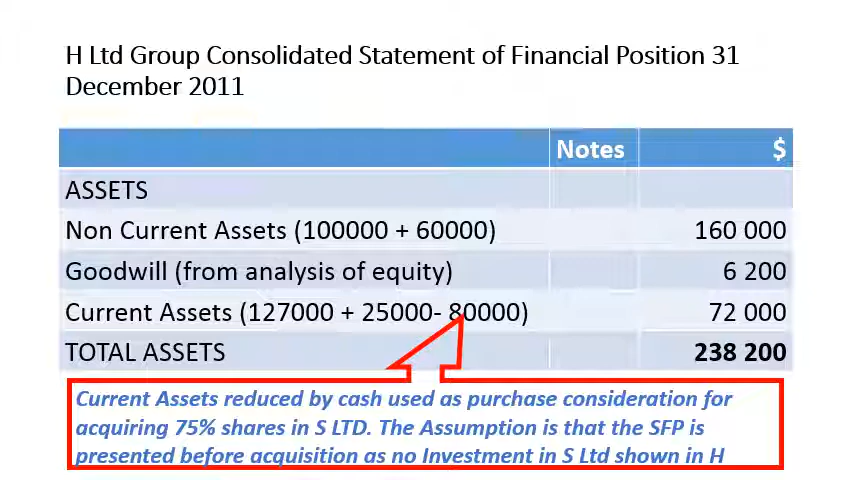 H Ltd Group Consolidated Statement of Financial Position 31
December 2011
Notes $
ASSETS
Non Current Assets (100000 + 60000) 160 000
Goodwill (from analysis of equity) 6 200
Current Assets (127000 + 25000- 80000) 72 000
TOTAL ASSETS 238 200
Current Assets reduced by cash used as purchase consideration for
acquiring 75% shares in S LTD. The Assumption is that the SFP is
presented before acquisition as no Investment in S Ltd shown in H